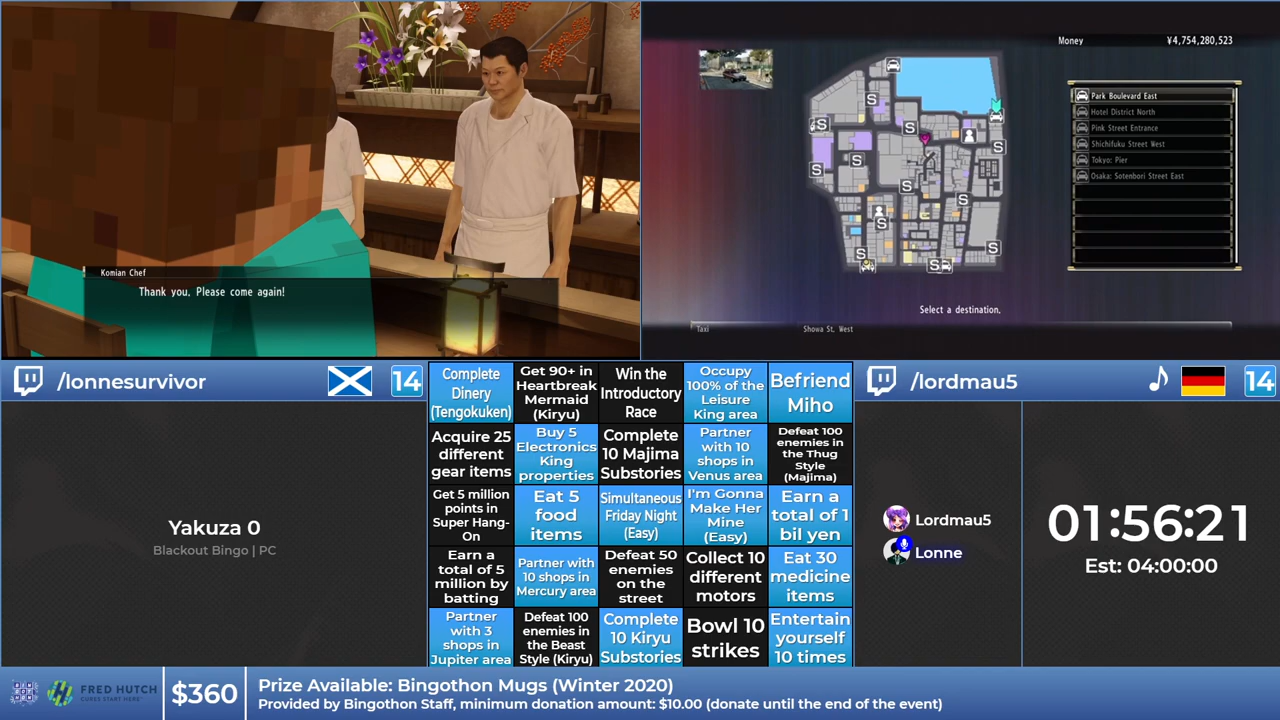 Money ¥4,754,280,523
Park Boulevard East
Hotel District North
Pink Street Entrance
Shichifuku Street West
Tokyo: Pier
Osaka: Sotenbori Street East
S
S
S
S
S
S
S
S
S
S
S
S
Komian Chef
Thank you. Please come again!
Select a destination.
Taxi Showa St. West
/lonnesurvivor 14
/lordmau5 14
Complete
Dinery
(Tengokuken)
Get 90+ in
Heartbreak
Mermaid
(Kiryu)
Win the
Introductory
Race
Occupy
100% of the
Leisure
King area
Befriend
Miho
Acquire 25
different
gear items
Buy 5
Electronics
King
properties
Complete
10 Majima
Substories
Partner
with 10
shops in
Venus area
Defeat 100
enemies in
the Thug
Style
(Majima)
Get 5 million
points in
Super Hang-
On
Eat 5
food
items
Simultaneous
Friday Night
(Easy)
I'm Gonna
Make Her
Mine
(Easy)
Earn a
total of 1
bil yen
Earn a
total of 5
million by
batting
Partner with
10 shops in
Mercury area
Defeat 50
enemies
on the
street
Collect 10
different
motors
Eat 30
medicine
items
Partner
with 3
shops in
Jupiter area
Defeat 100
enemies in
the Beast
Style (Kiryu)
Complete
10 Kiryu
Substories
Bowl 10
strikes
Entertain
yourself
10 times
Yakuza 0
Blackout Bingo | PC
Lordmau5
Lonne
01:56:21
Est: 04:00:00
FRED HUTCH
CURES START HERE
$360
Prize Available: Bingothon Mugs (Winter 2020)
Provided by Bingothon Staff, minimum donation amount: $10.00 (donate until the end of the event)